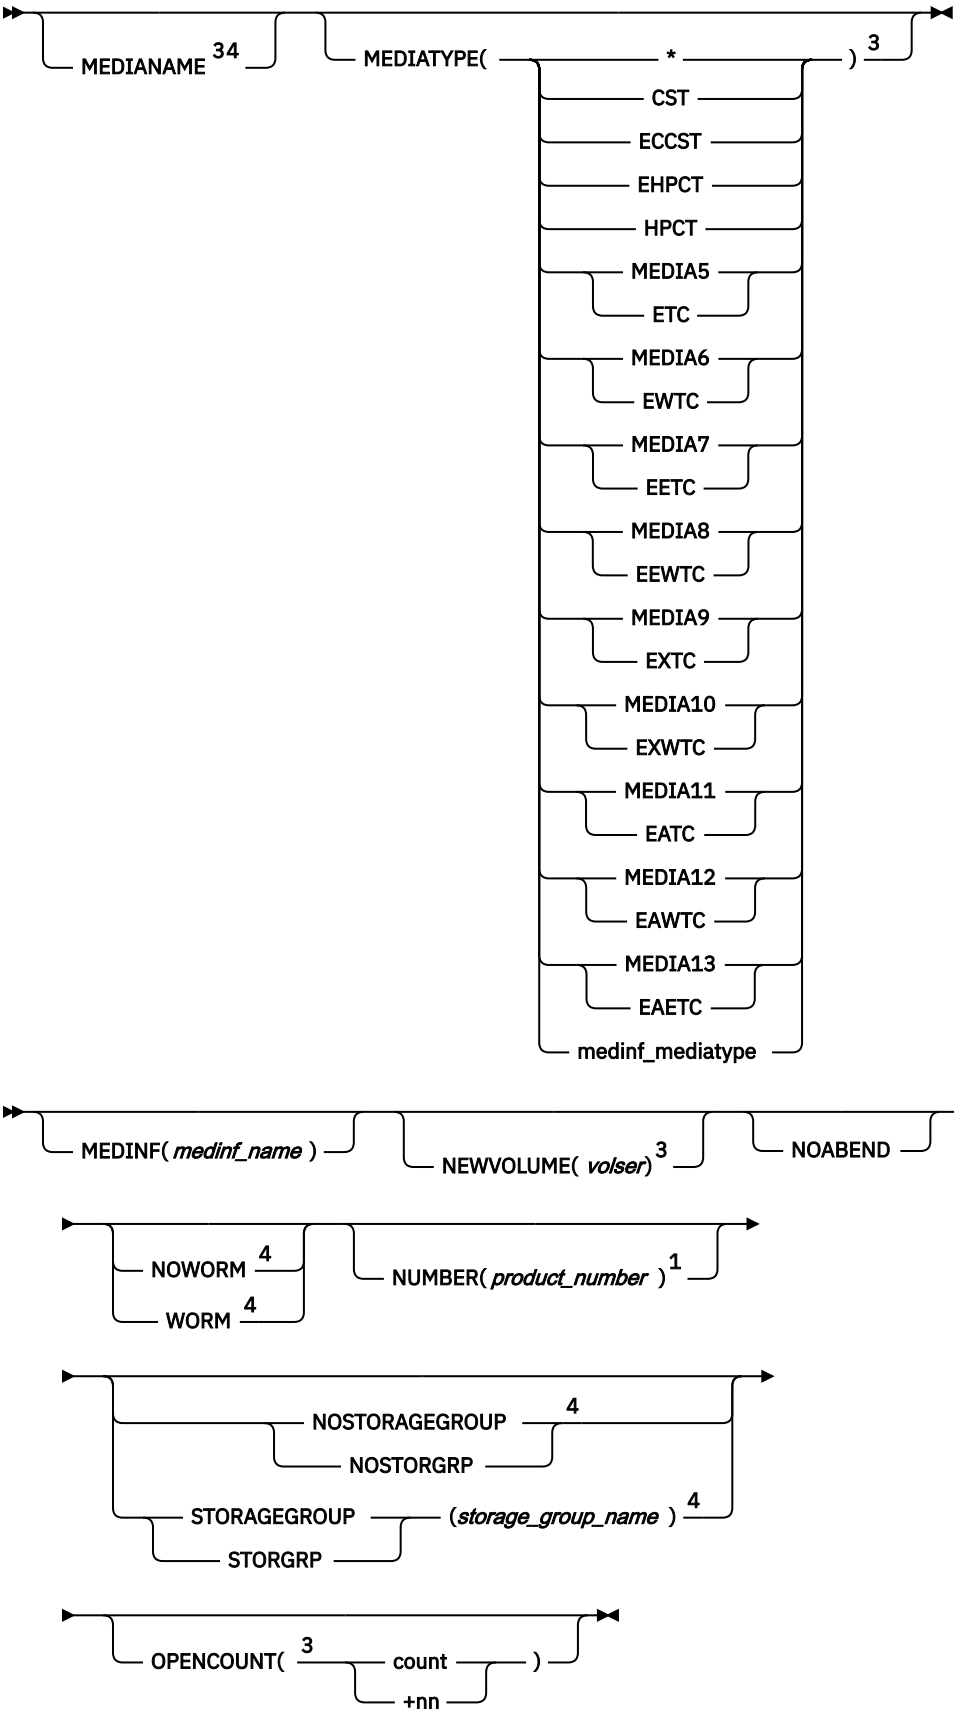 MEDIANAME 34 MEDIATYPE( * ) 3
CST
ECCST
EHPCT
HPCT
MEDIA5
ETC
MEDIA6
EWTC
MEDIA7
EETC
MEDIA8
EEWTC
MEDIA9
EXTC
MEDIA10
EXWTC
MEDIA11
EATC
MEDIA12
EAWTC
MEDIA13
EAETC
medinf_mediatype
MEDINF( medinf_name ) NEWVOLUME( volser) 3 NOABEND
NOWORM 4 NUMBER( product_number ) 1
WORM 4
NOSTORAGEGROUP 4
NOSTORGRP
STORAGEGROUP (storage_group_name ) 4
STORGRP
OPENCOUNT( 3 count )
+nn